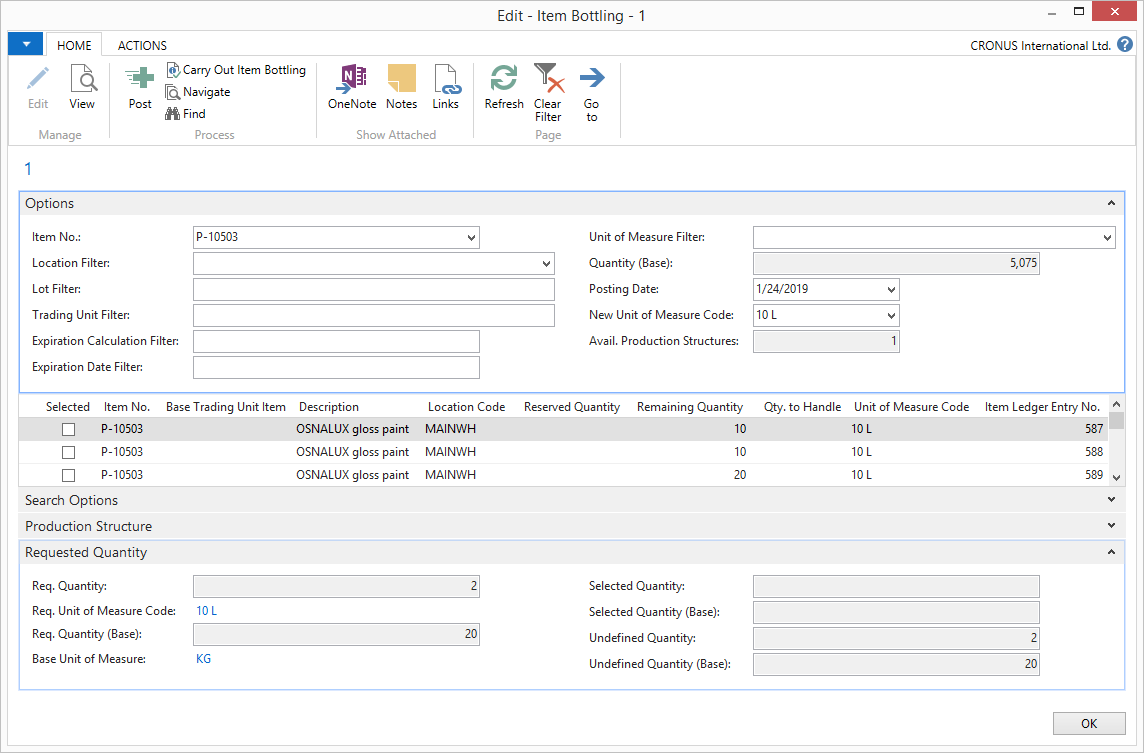 Edit - Item Bottling - 1
HOME ACTIONS CRONUS International Ltd. ?
Edit View Post Carry Out Item Bottling Navigate Find OneNote Notes Links Refresh Clear Filter Go to
Manage Process Show Attached Page
1
Options
Item No.: P-10503 Unit of Measure Filter:
Location Filter: Quantity (Base): 5,075
Lot Filter: Posting Date: 1/24/2019
Trading Unit Filter: New Unit of Measure Code: 10 L
Expiration Calculation Filter: Avail. Production Structures: 1
Expiration Date Filter:
Selected Item No. Base Trading Unit Item Description Location Code Reserved Quantity Remaining Quantity Qty. to Handle Unit of Measure Code Item Ledger Entry No.
P-10503 OSNALUX gloss paint MAINWH 10 10 L 587
P-10503 OSNALUX gloss paint MAINWH 10 10 L 588
P-10503 OSNALUX gloss paint MAINWH 20 10 L 589
Search Options
Production Structure
Requested Quantity
Req. Quantity: 2 Selected Quantity:
Req. Unit of Measure Code: 10 L Selected Quantity (Base):
Req. Quantity (Base): 20 Undefined Quantity: 2
Base Unit of Measure: KG Undefined Quantity (Base): 20
OK